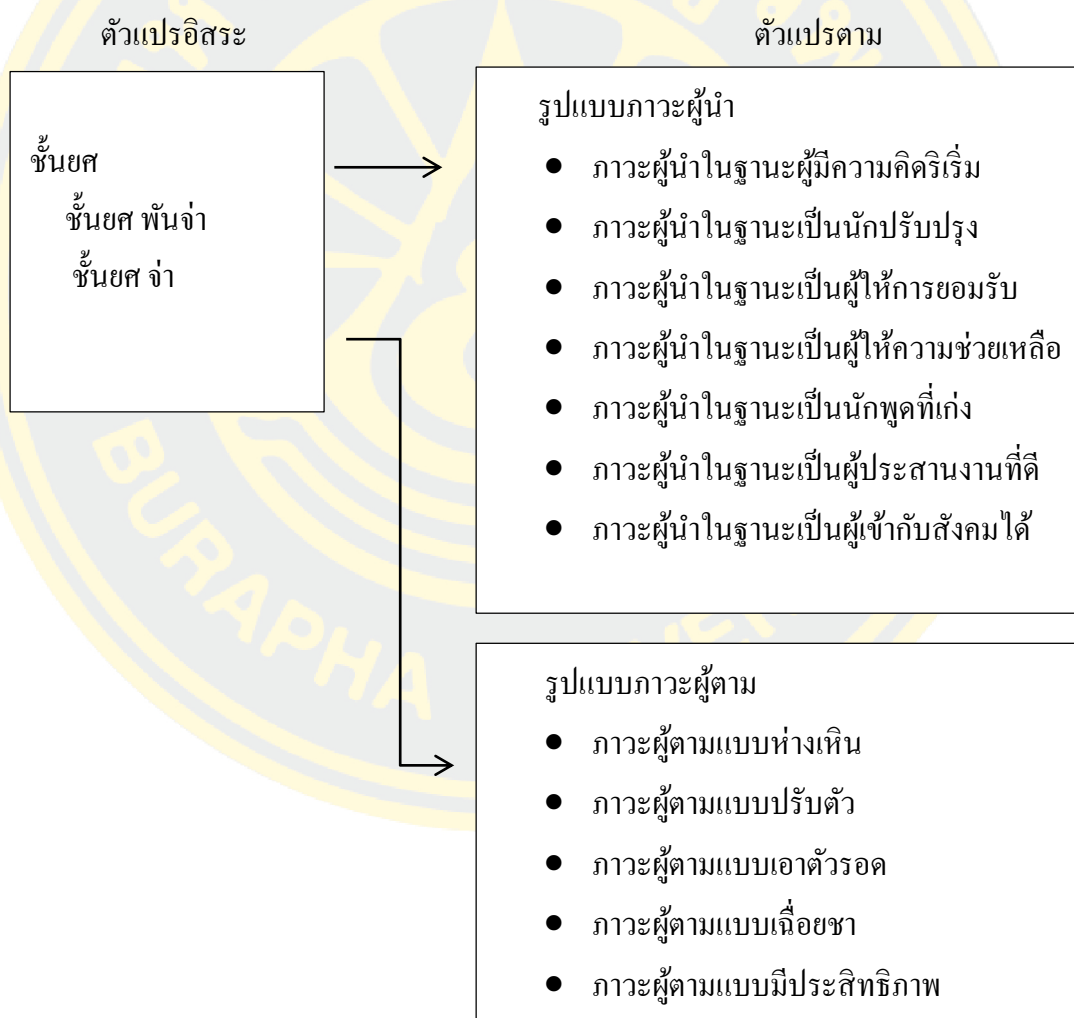 ตัวแปรอิสระ
ตัวแปรตาม
ชั้นยศ
ชั้นยศ พันจ่า
ชั้นยศ จ่า
รูปแบบภาวะผู้นำ
● ภาวะผู้นำในฐานะผู้มีความคิดริเริ่ม
● ภาวะผู้นำในฐานะเป็นนักปรับปรุง
● ภาวะผู้นำในฐานะเป็นผู้ให้การยอมรับ
● ภาวะผู้นำในฐานะเป็นผู้ให้ความช่วยเหลือ
● ภาวะผู้นำในฐานะเป็นนักพูดที่เก่ง
● ภาวะผู้นำในฐานะเป็นผู้ประสานงานที่ดี
● ภาวะผู้นำในฐานะเป็นผู้เข้ากับสังคมได้
รูปแบบภาวะผู้ตาม
● ภาวะผู้ตามแบบห่างเหิน
● ภาวะผู้ตามแบบปรับตัว
● ภาวะผู้ตามแบบเอาตัวรอด
● ภาวะผู้ตามแบบเฉื่อยชา
● ภาวะผู้ตามแบบมีประสิทธิภาพ
BURAPHA